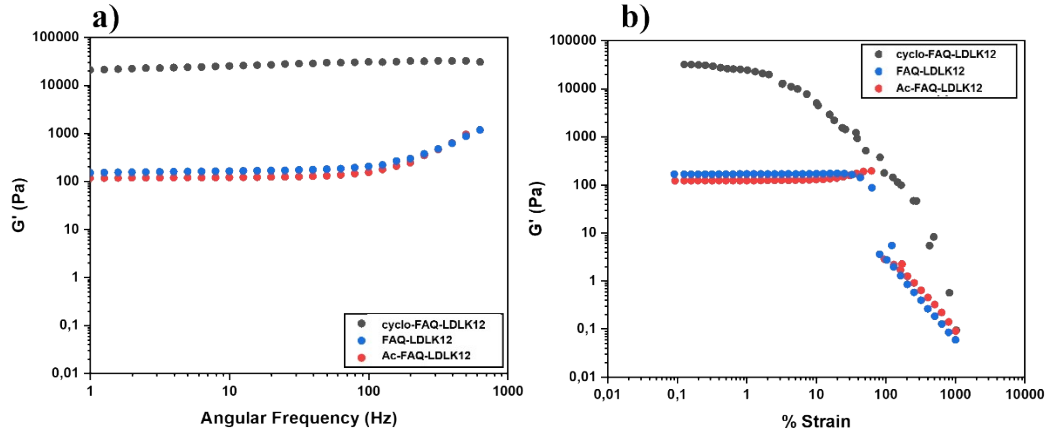 a)
100000
10000
1000
100
10
1
0,1
0,01
G' (Pa)
1
10
100
1000
Angular Frequency (Hz)
cyclo-FAQ-LDLK12
FAQ-LDLK12
Ac-FAQ-LDLK12
b)
100000
10000
1000
100
10
1
0,1
0,01
G' (Pa)
0,01
0,1
1
10
100
1000
10000
% Strain
cyclo-FAQ-LDLK12
FAQ-LDLK12
Ac-FAQ-LDLK12